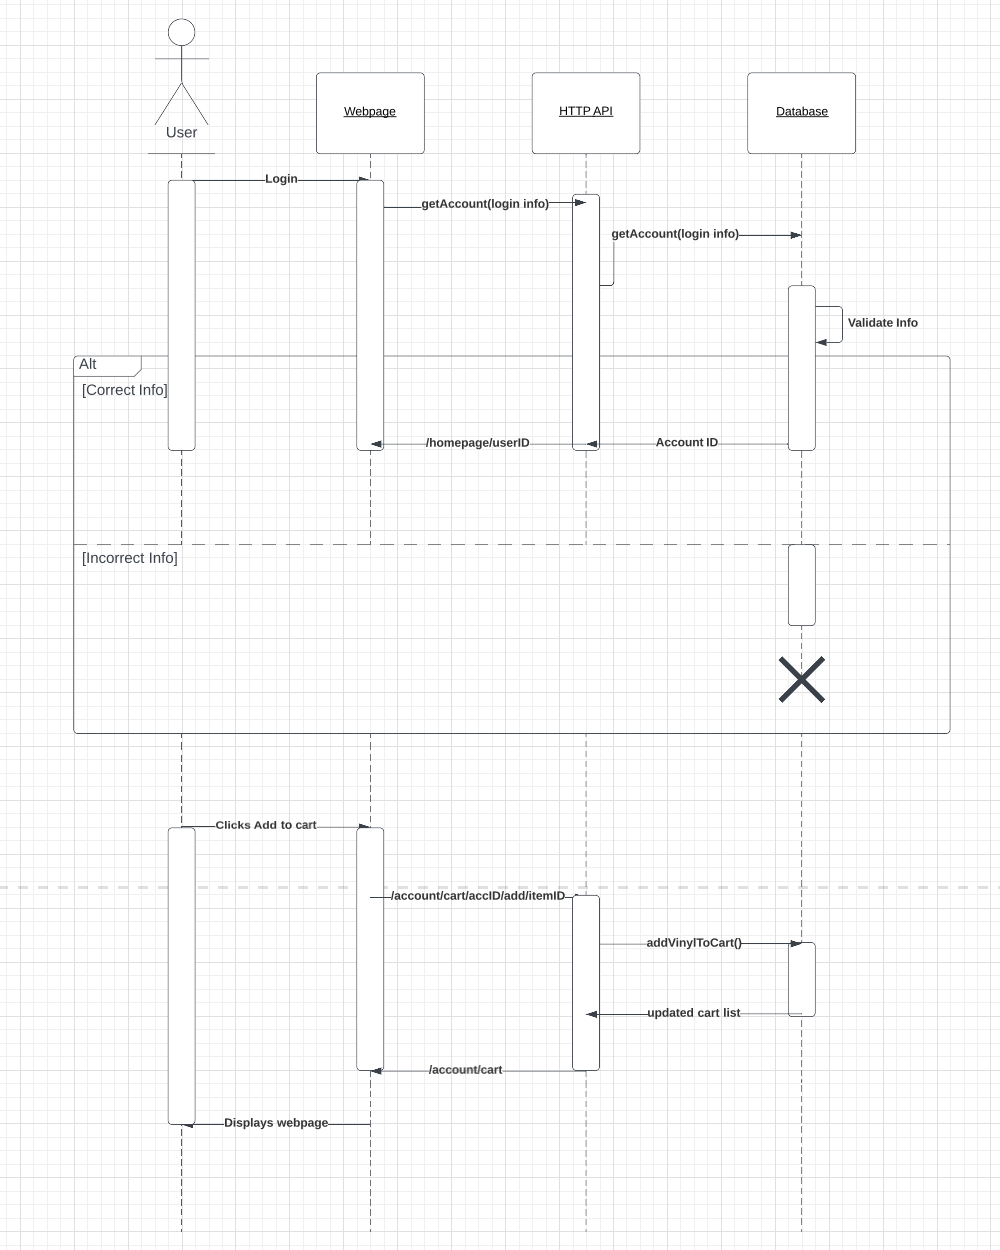 User
Webpage
HTTP API
Database
Login
getAccount(login info)
getAccount(login info)
Validate Info
Alt
[Correct Info]
/homepage/userID
Account ID
[Incorrect Info]
Clicks Add to cart
/account/cart/accID/add/itemID
addVinylToCart()
updated cart list
/account/cart
Displays webpage